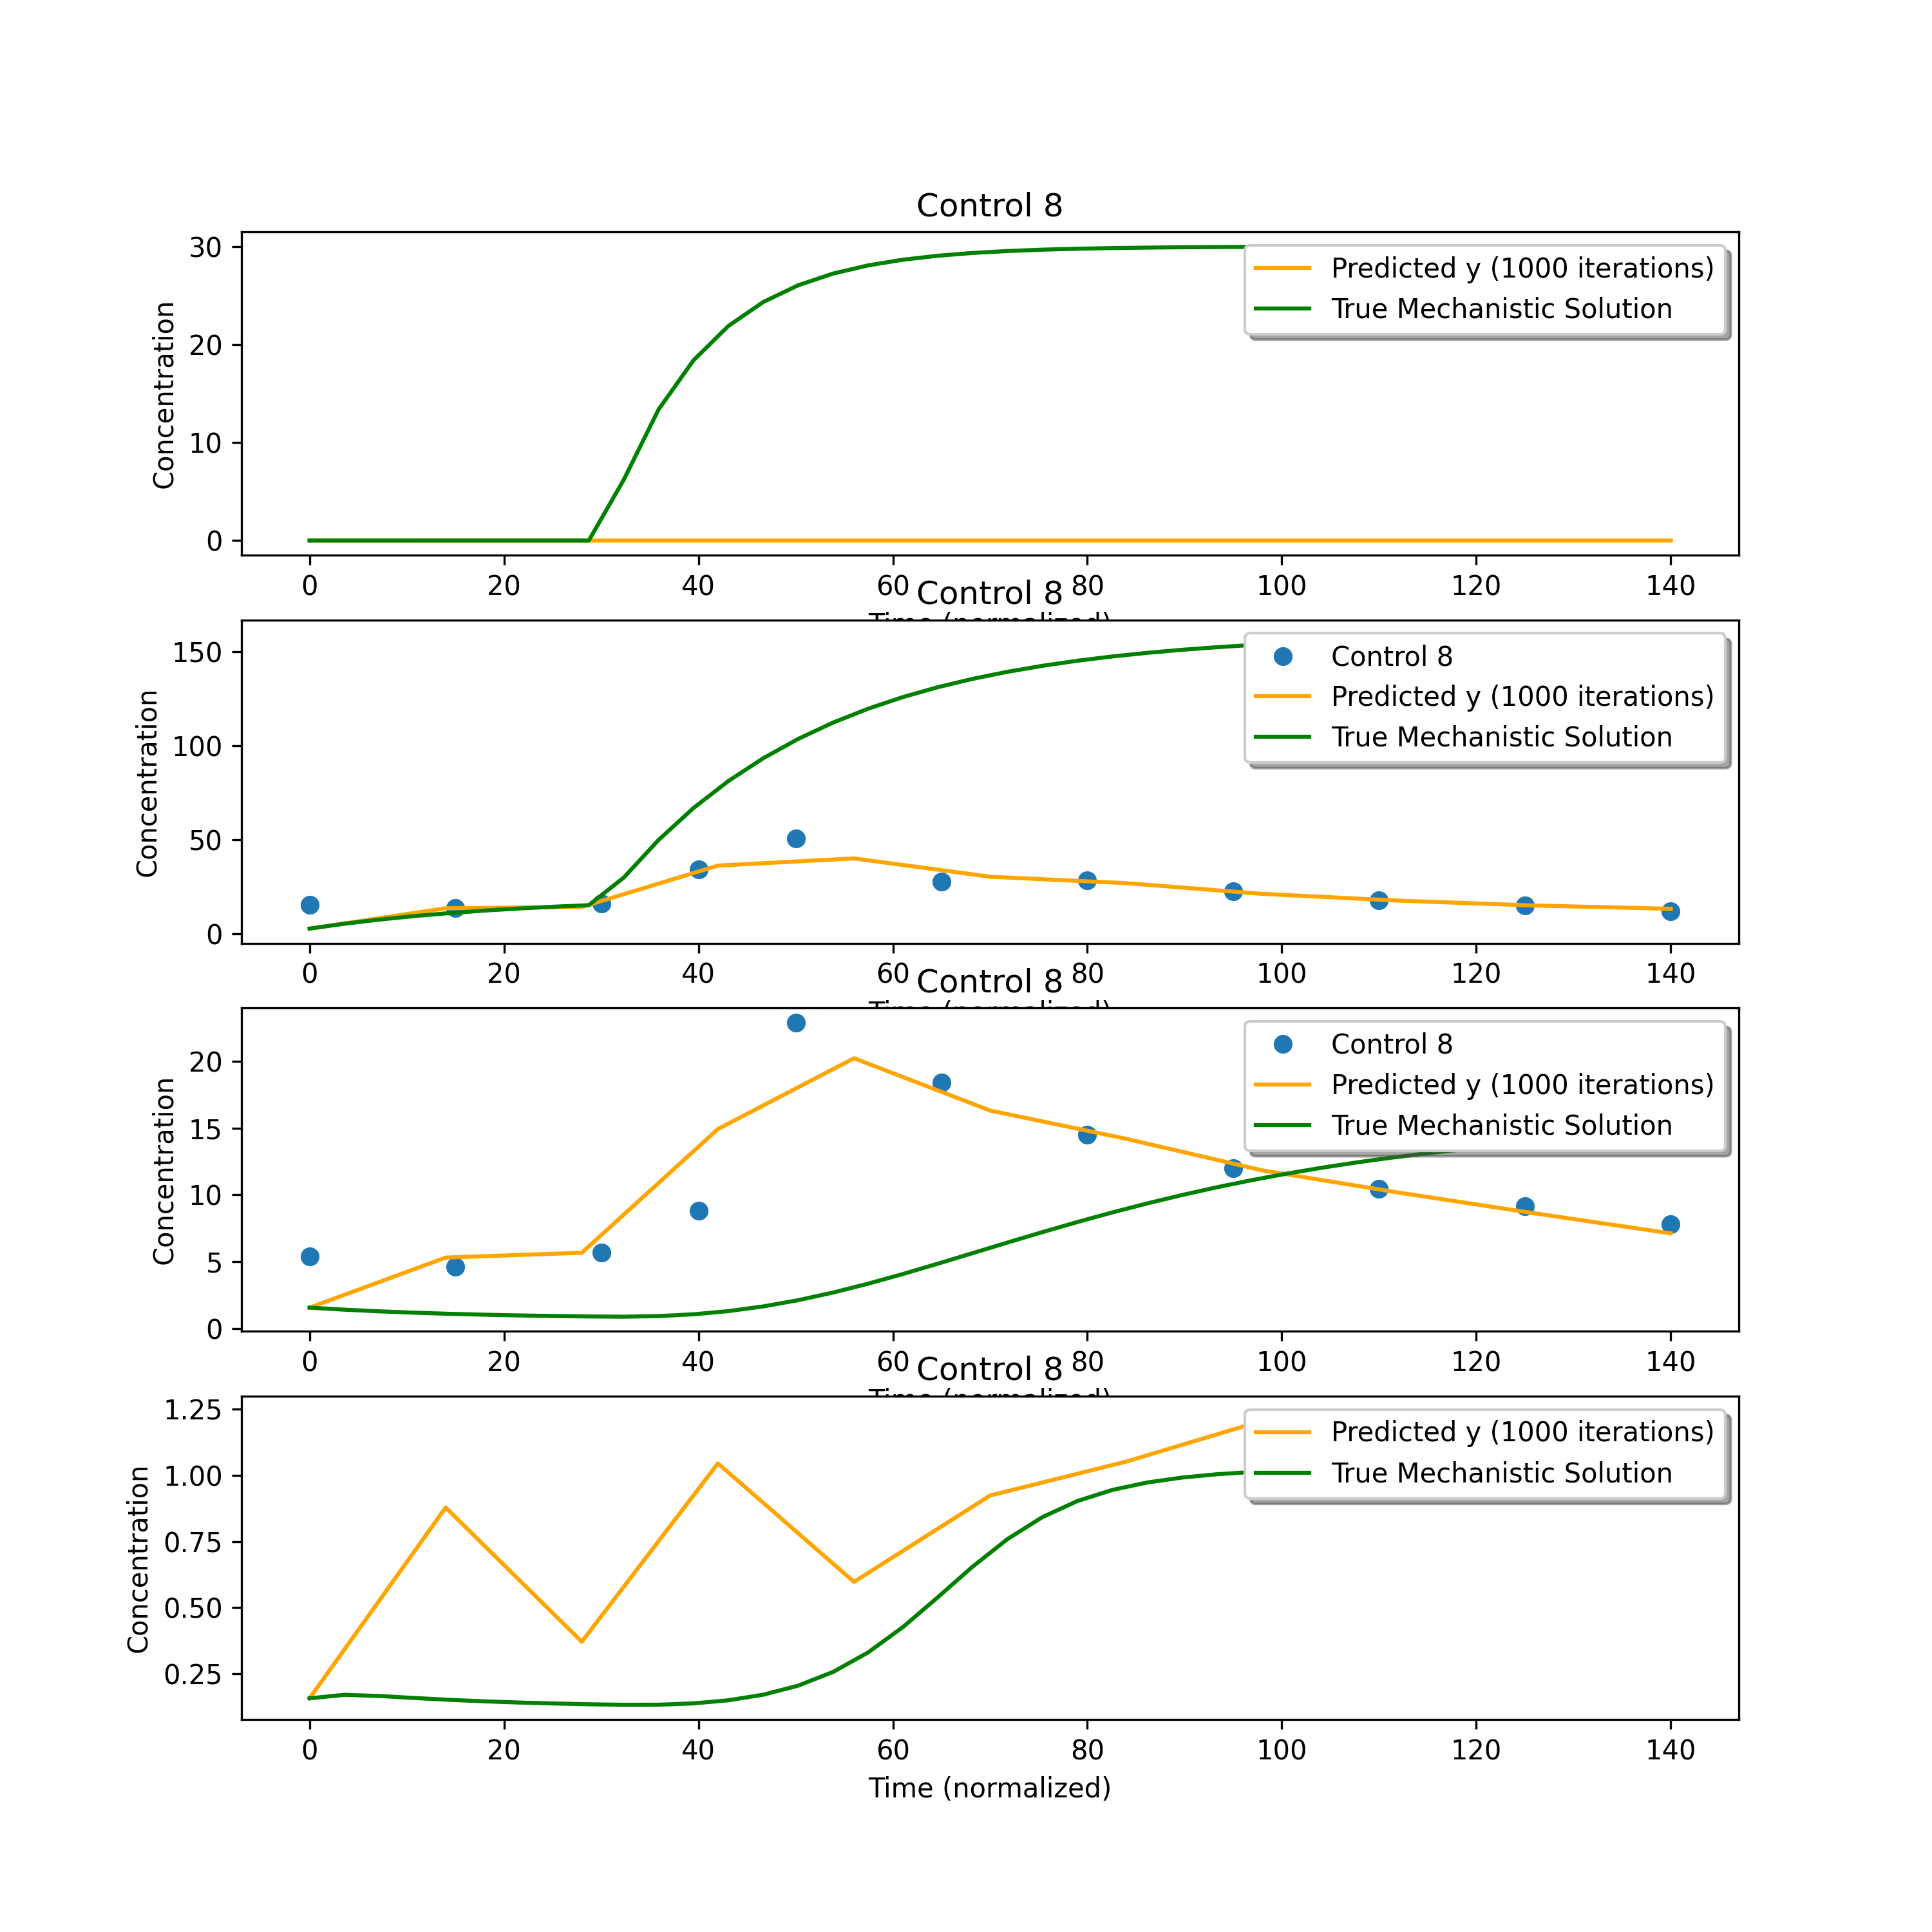 Control 8
30
20
10
0
Concentration
Predicted y (1000 iterations)
True Mechanistic Solution
0 20 40 60 80 100 120 140
Control 8
150
100
50
0
Concentration
Control 8
Predicted y (1000 iterations)
True Mechanistic Solution
0 20 40 60 80 100 120 140
Control 8
20
15
10
5
0
Concentration
Control 8
Predicted y (1000 iterations)
True Mechanistic Solution
0 20 40 60 80 100 120 140
Control 8
1.25
1.00
0.75
0.50
0.25
Concentration
Predicted y (1000 iterations)
True Mechanistic Solution
0 20 40 60 80 100 120 140
Time (normalized)